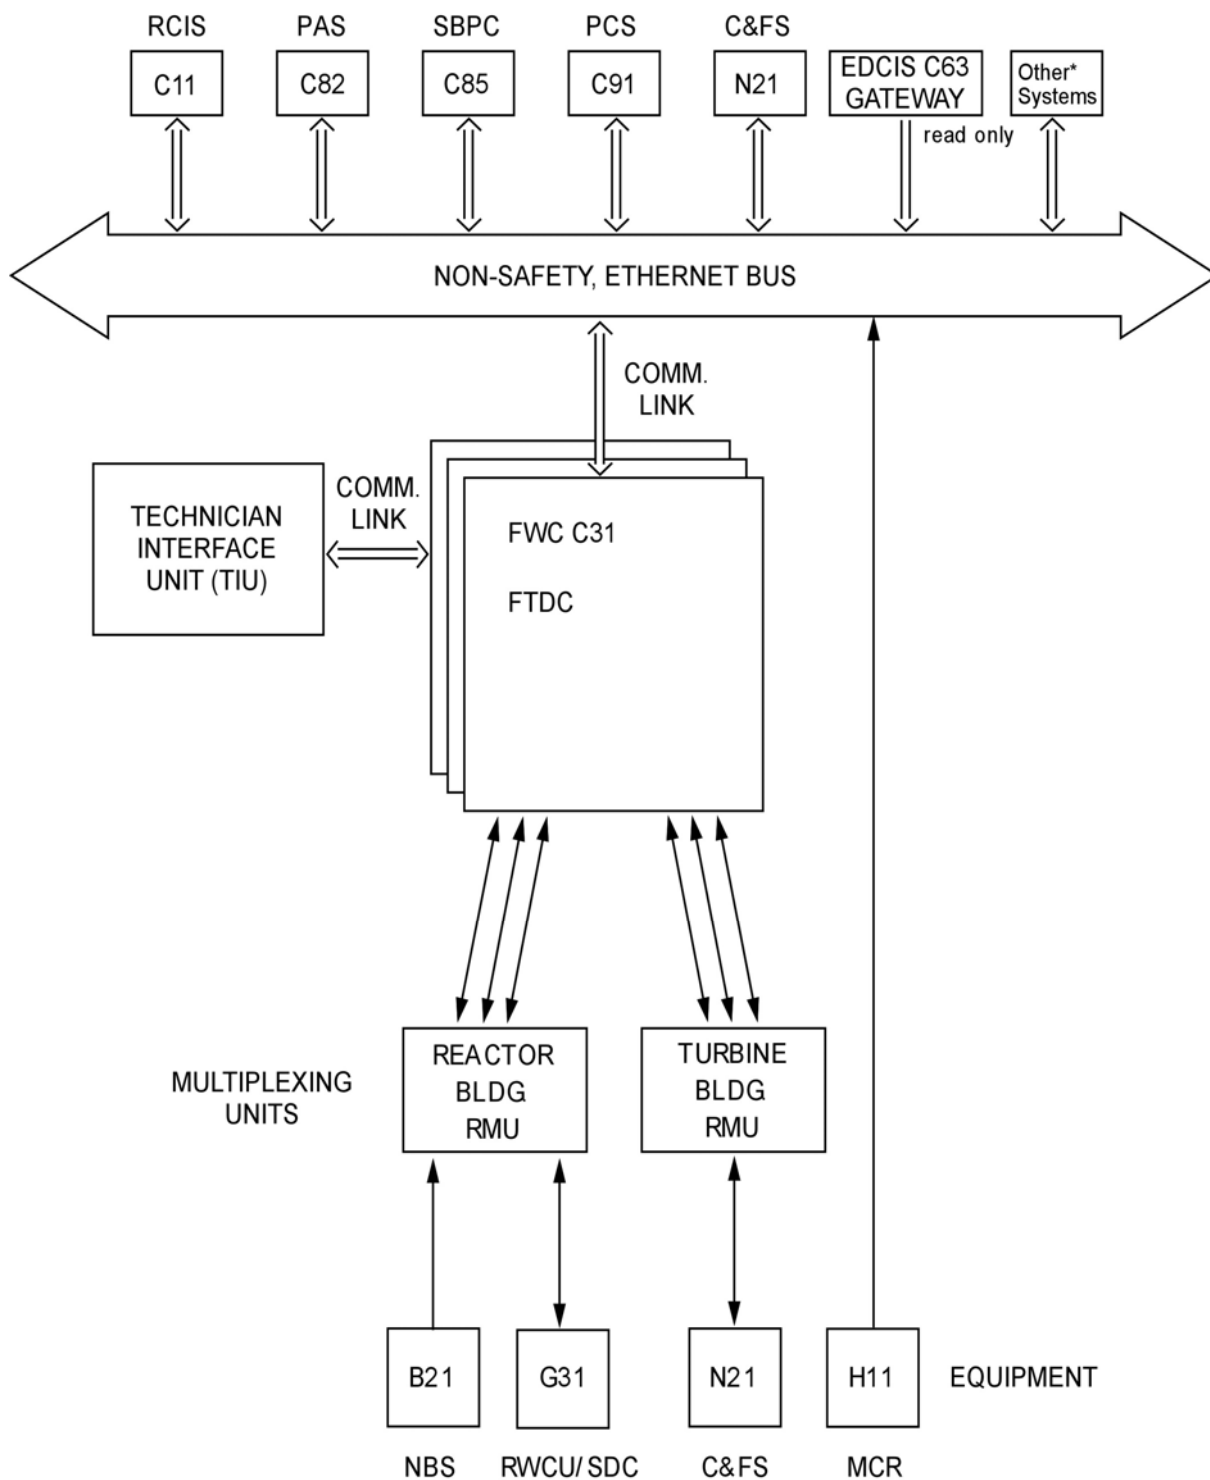 RCIS
PAS
SBPC
PCS
C&FS
C11
C82
C85
C91
N21
EDCIS C63
GATEWAY
Other*
Systems
read only
NON-SAFETY, ETHERNET BUS
COMM.
LINK
TECHNICIAN
INTERFACE
UNIT (TIU)
COMM.
LINK
FWC C31
FTDC
MULTIPLEXING
UNITS
REACTOR
BLDG
RMU
TURBINE
BLDG
RMU
B21
G31
N21
H11
EQUIPMENT
NBS
RWCU/ SDC
C&FS
MCR